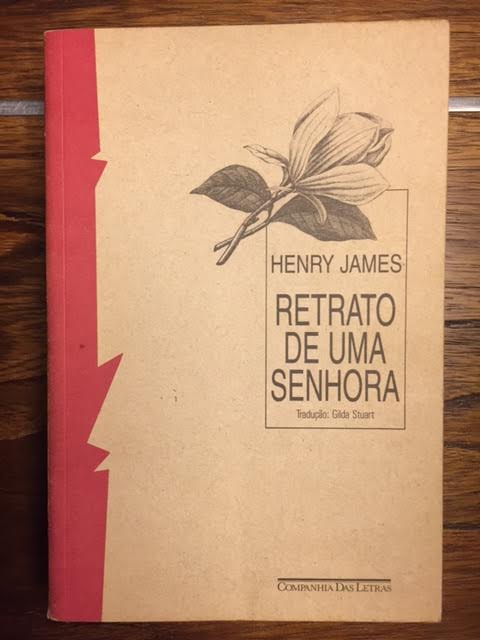 HENRY JAMES
RETRATO
DE UMA
SENHORA
Tradução: Gilda Stuart
COMPANHIA DAS LETRAS